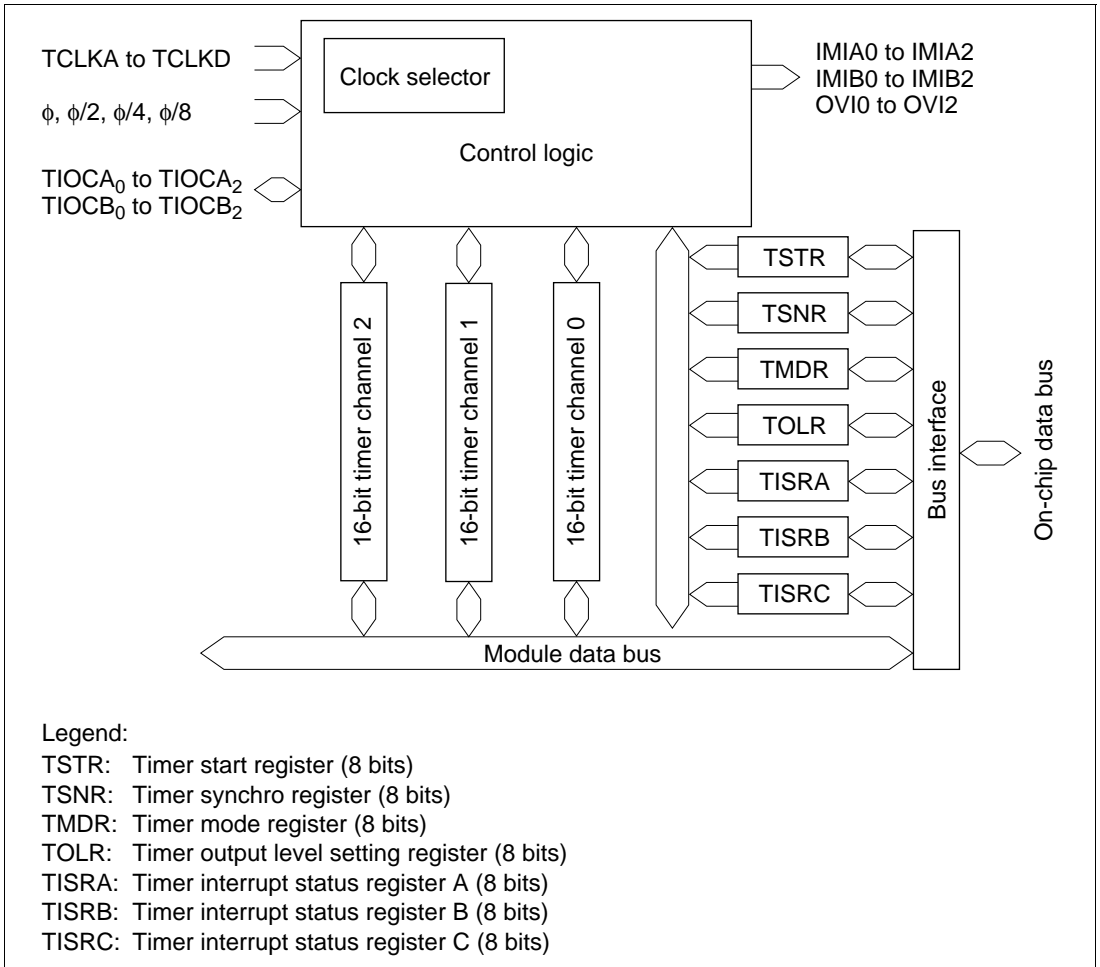 TCLKA to TCLKD
ϕ, ϕ/2, ϕ/4, ϕ/8
TIOCA0 to TIOCA2
TIOCB0 to TIOCB2
Clock selector
Control logic
IMIA0 to IMIA2
IMIB0 to IMIB2
OVI0 to OVI2
16-bit timer channel 2
16-bit timer channel 1
16-bit timer channel 0
TSTR
TSNR
TMDR
TOLR
TISRA
TISRB
TISRC
Bus interface
On-chip data bus
Module data bus
Legend:
TSTR: Timer start register (8 bits)
TSNR: Timer synchro register (8 bits)
TMDR: Timer mode register (8 bits)
TOLR: Timer output level setting register (8 bits)
TISRA: Timer interrupt status register A (8 bits)
TISRB: Timer interrupt status register B (8 bits)
TISRC: Timer interrupt status register C (8 bits)